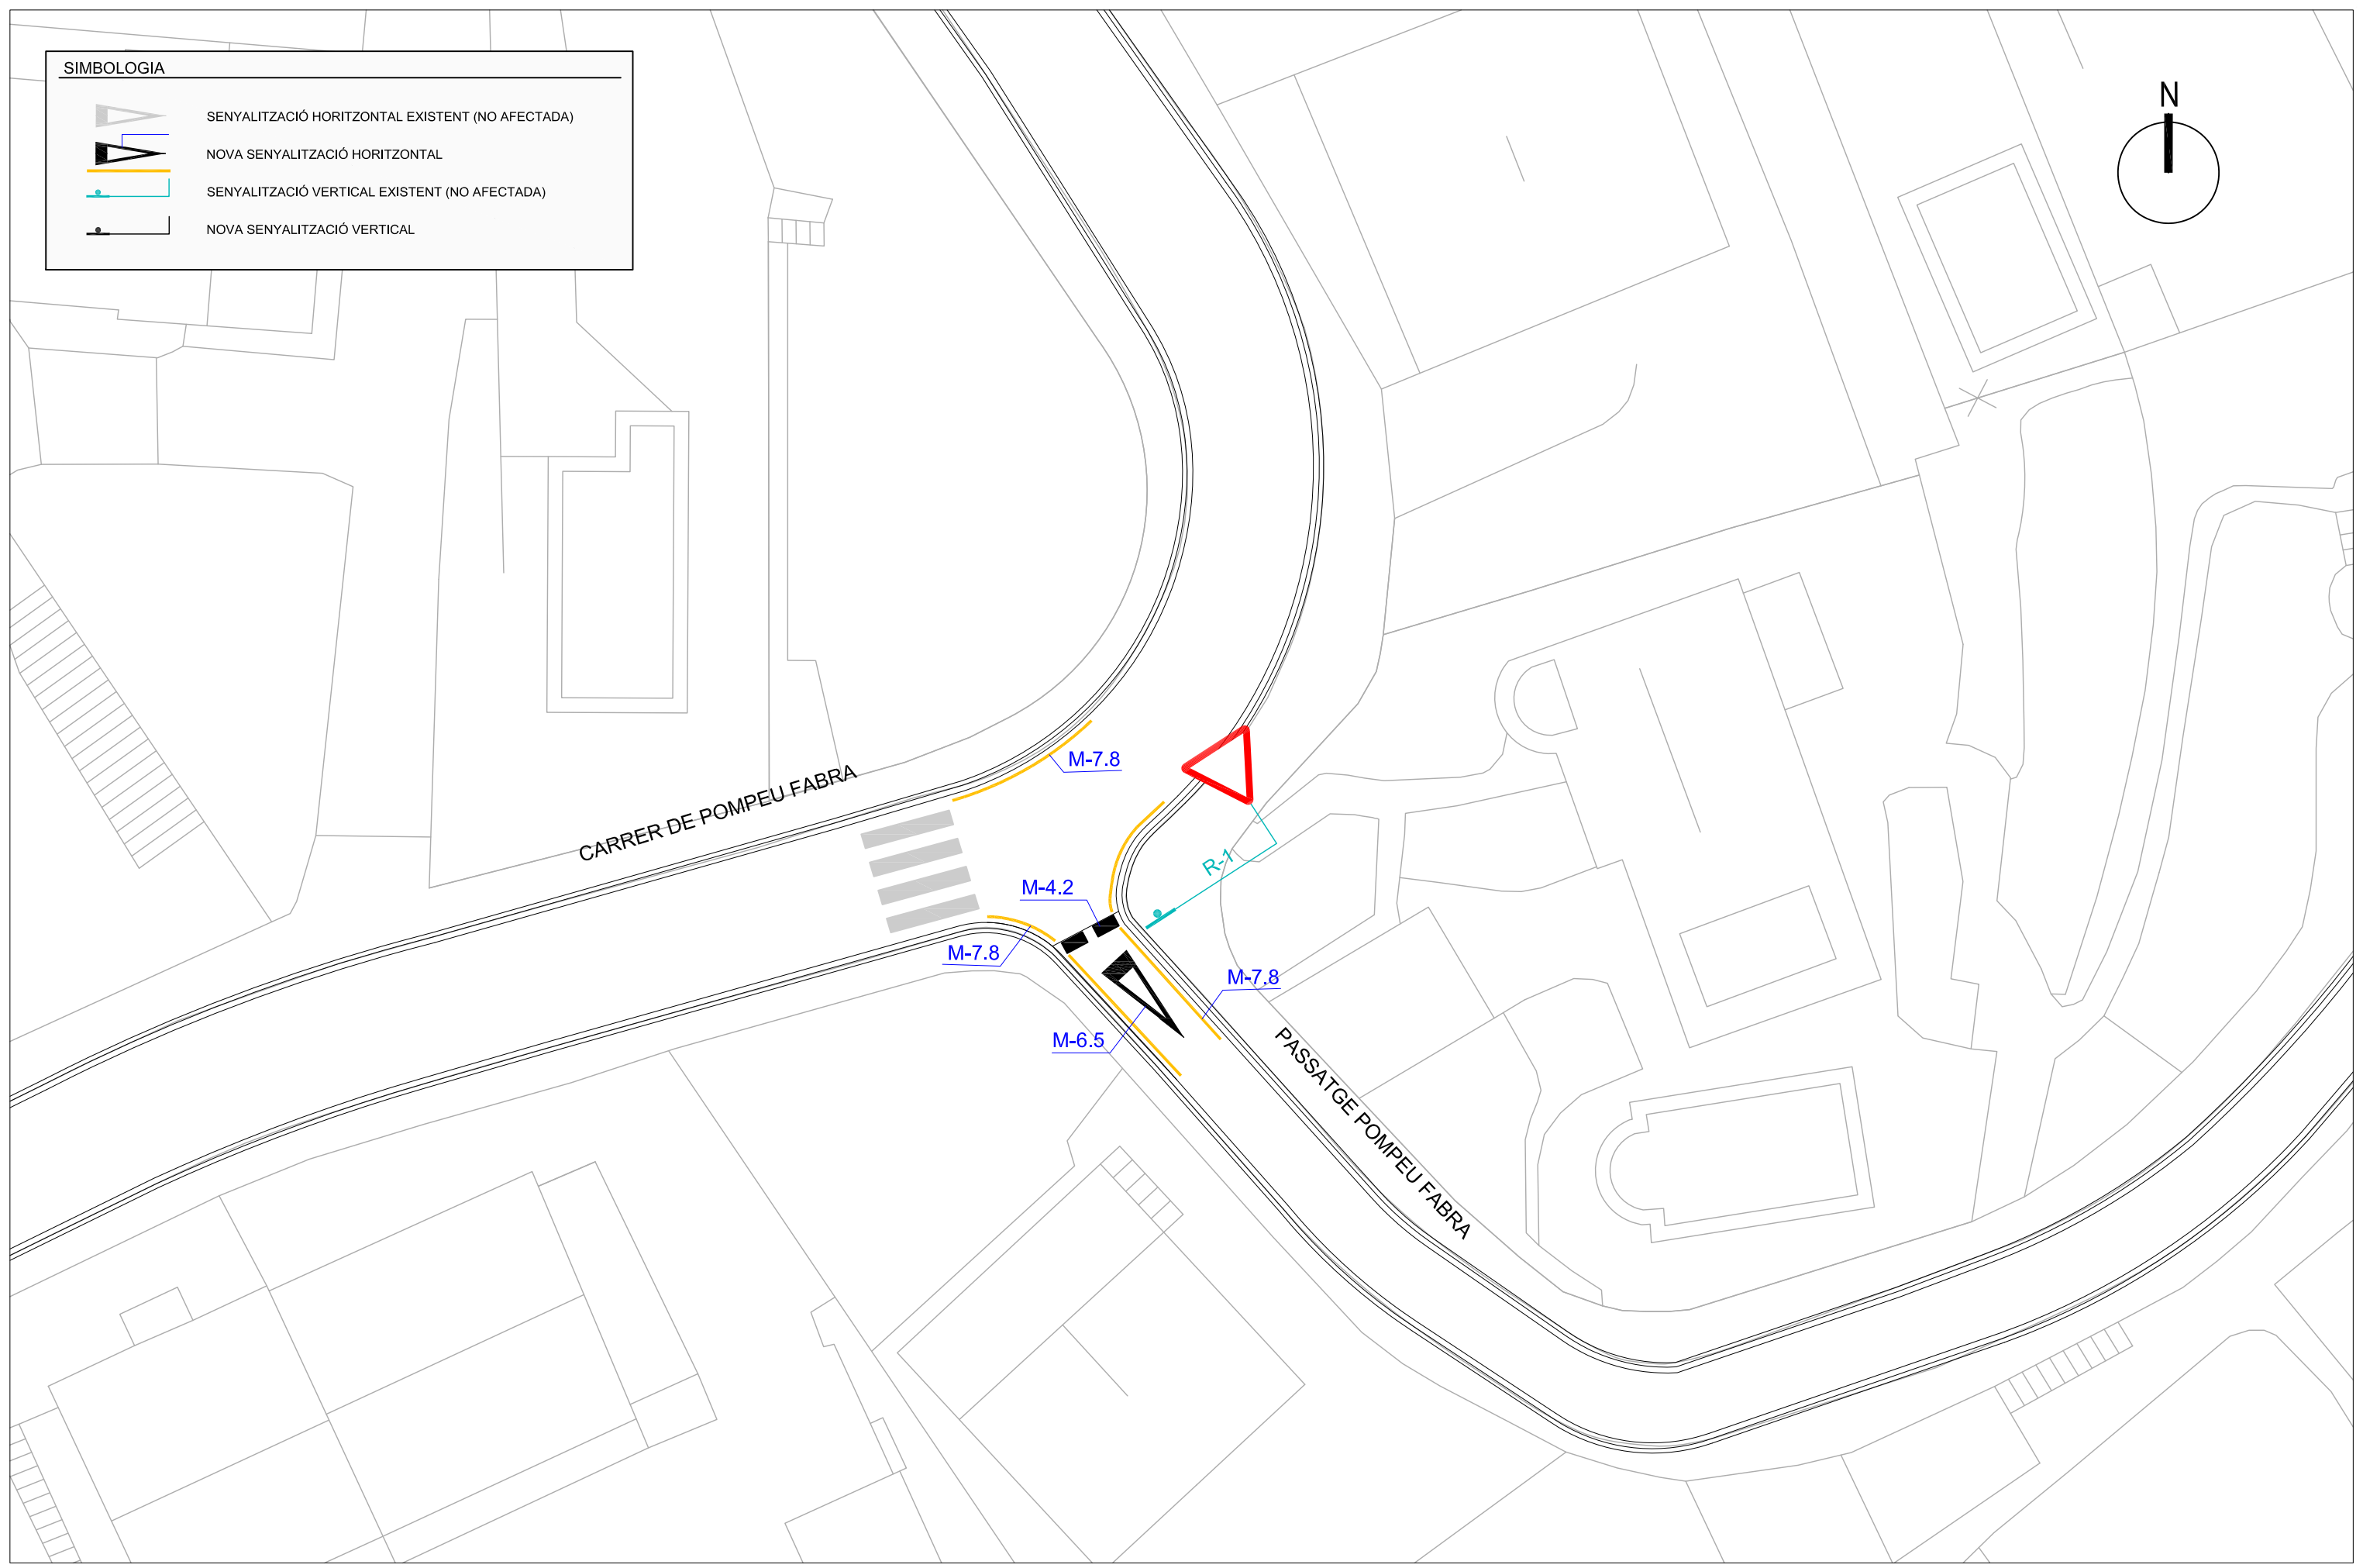 SIMBOLOGIA
SENYALITZACIÓ HORITZONTAL EXISTENT (NO AFECTADA)
NOVA SENYALITZACIÓ HORITZONTAL
SENYALITZACIÓ VERTICAL EXISTENT (NO AFECTADA)
NOVA SENYALITZACIÓ VERTICAL
N
M-7.8
CARRER DE POMPEU FABRA
R-1
M-4.2
M-7.8
M-7.8
M-6.5
PASSATGE POMPEU FABRA